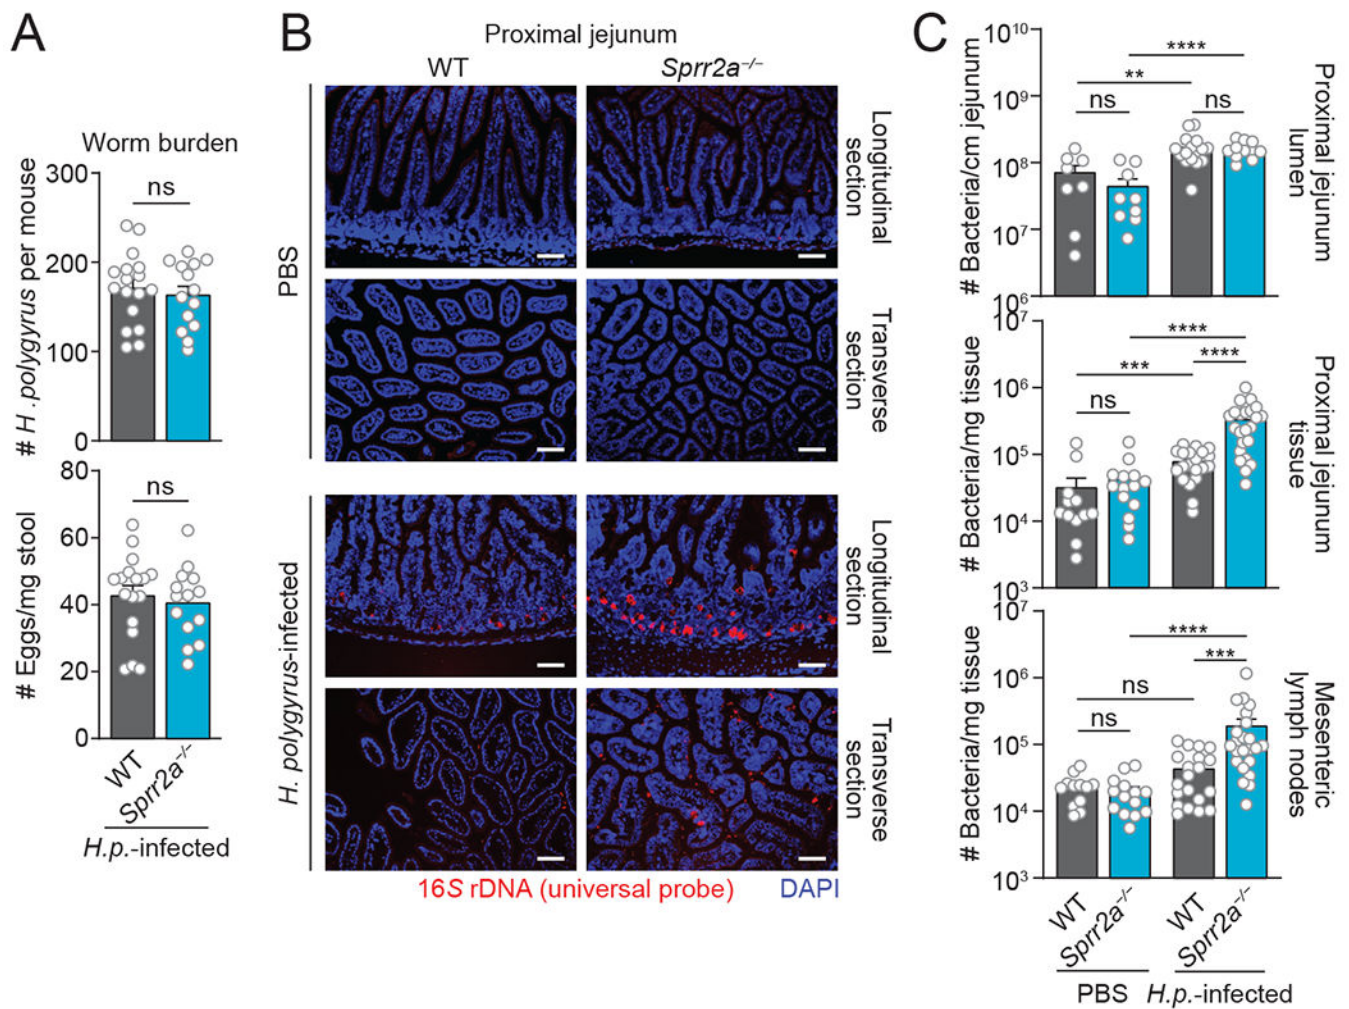 A
Worm burden
# H. polygyrus per mouse
300
200
100
0
ns
# Eggs/mg stool
80
60
40
20
0
ns
WT
Sprr2a–/–
H.p.-infected
B
Proximal jejunum
WT
Sprr2a–/–
PBS
Longitudinal
section
Transverse
section
H. polygyrus-infected
Longitudinal
section
Transverse
section
16S rDNA (universal probe)
DAPI
C
# Bacteria/cm jejunum
10^10
10^9
10^8
10^7
10^6
****
**
ns
ns
Proximal jejunum
lumen
# Bacteria/mg tissue
10^7
10^6
10^5
10^4
10^3
****
***
****
ns
Proximal jejunum
tissue
# Bacteria/mg tissue
10^7
10^6
10^5
10^4
10^3
****
***
ns
ns
Mesenteric
lymph nodes
WT
Sprr2a–/–
WT
Sprr2a–/–
PBS
H.p.-infected